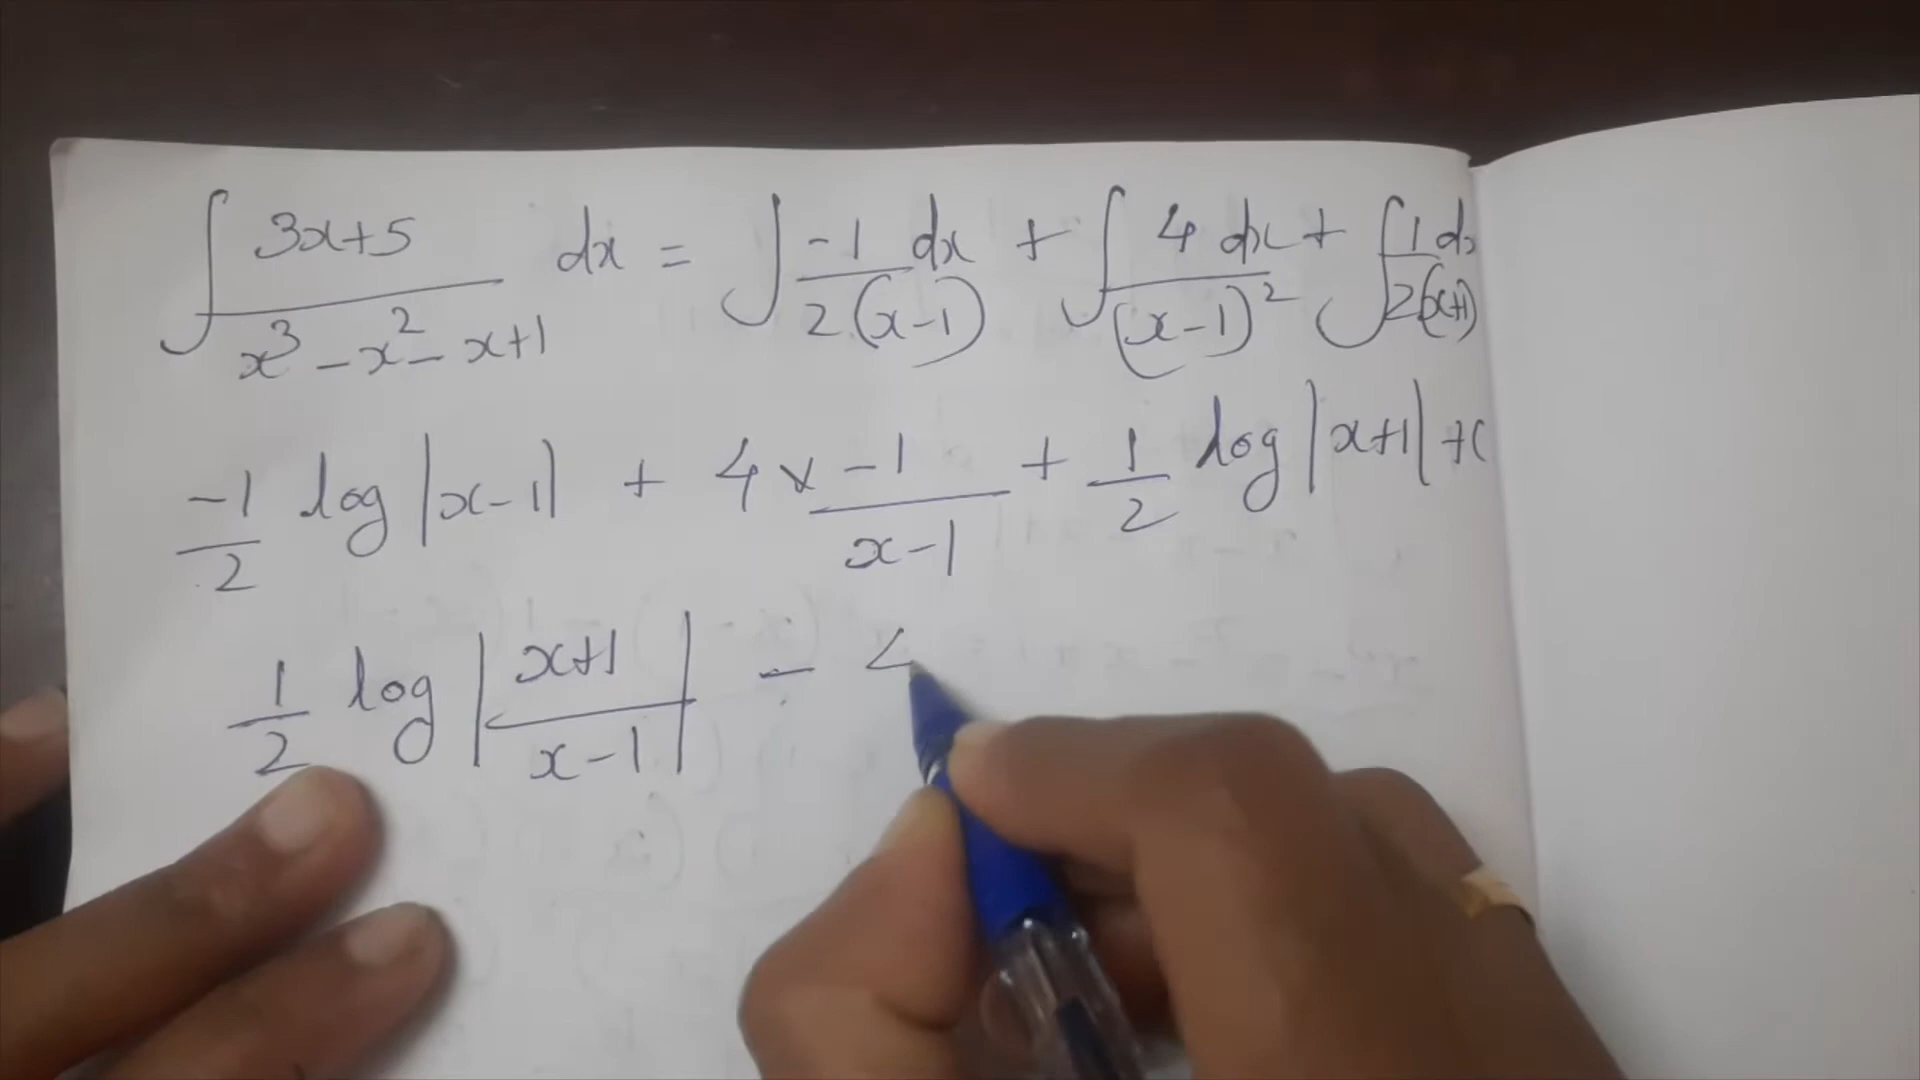 ∫ 3x+5 / x³ - x² - x+1 dx = ∫ -1 / 2(x-1) dx + ∫ 4 / (x-1)² dx + ∫ 1 / 2(x+1) dx
-1/2 log |x-1| + 4 x -1 / x-1 + 1/2 log |x+1| +C
1/2 log | x+1 / x-1 | - 4